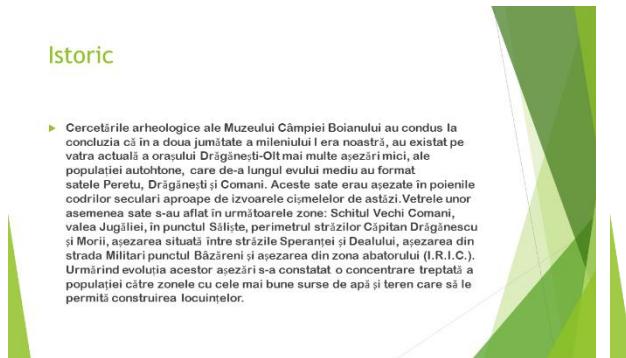 Istoric
Cercetările arheologice ale Muzeului Câmpiei Boianului au condus la
concluzia că în a doua jumătate a mileniului I era noastră, au existat pe
vatra actuală a orașului Drăgănești-Olt mai multe așezări mici, ale
populației autohtone, care de-a lungul evului mediu au format
satele Peretu, Drăgănești și Comani. Aceste sate erau așezate în poienile
codrilor seculari aproape de izvoarele cișmelelor de astăzi.Vetrele unor
asemenea sate s-au aflat în următoarele zone: Schitul Vechi Comani,
valea Jugăliei, în punctul Săliște, perimetrul străzilor Căpitan Drăgănescu
și Morii, așezarea situată între străzile Speranței și Dealului, așezarea din
strada Militari punctul Bâzăreni și așezarea din zona abatorului (I.R.I.C.).
Urmărind evoluția acestor așezări s-a constatat o concentrare treptată a
populației către zonele cu cele mai bune surse de apă și teren care să le
permită construirea locuințelor.